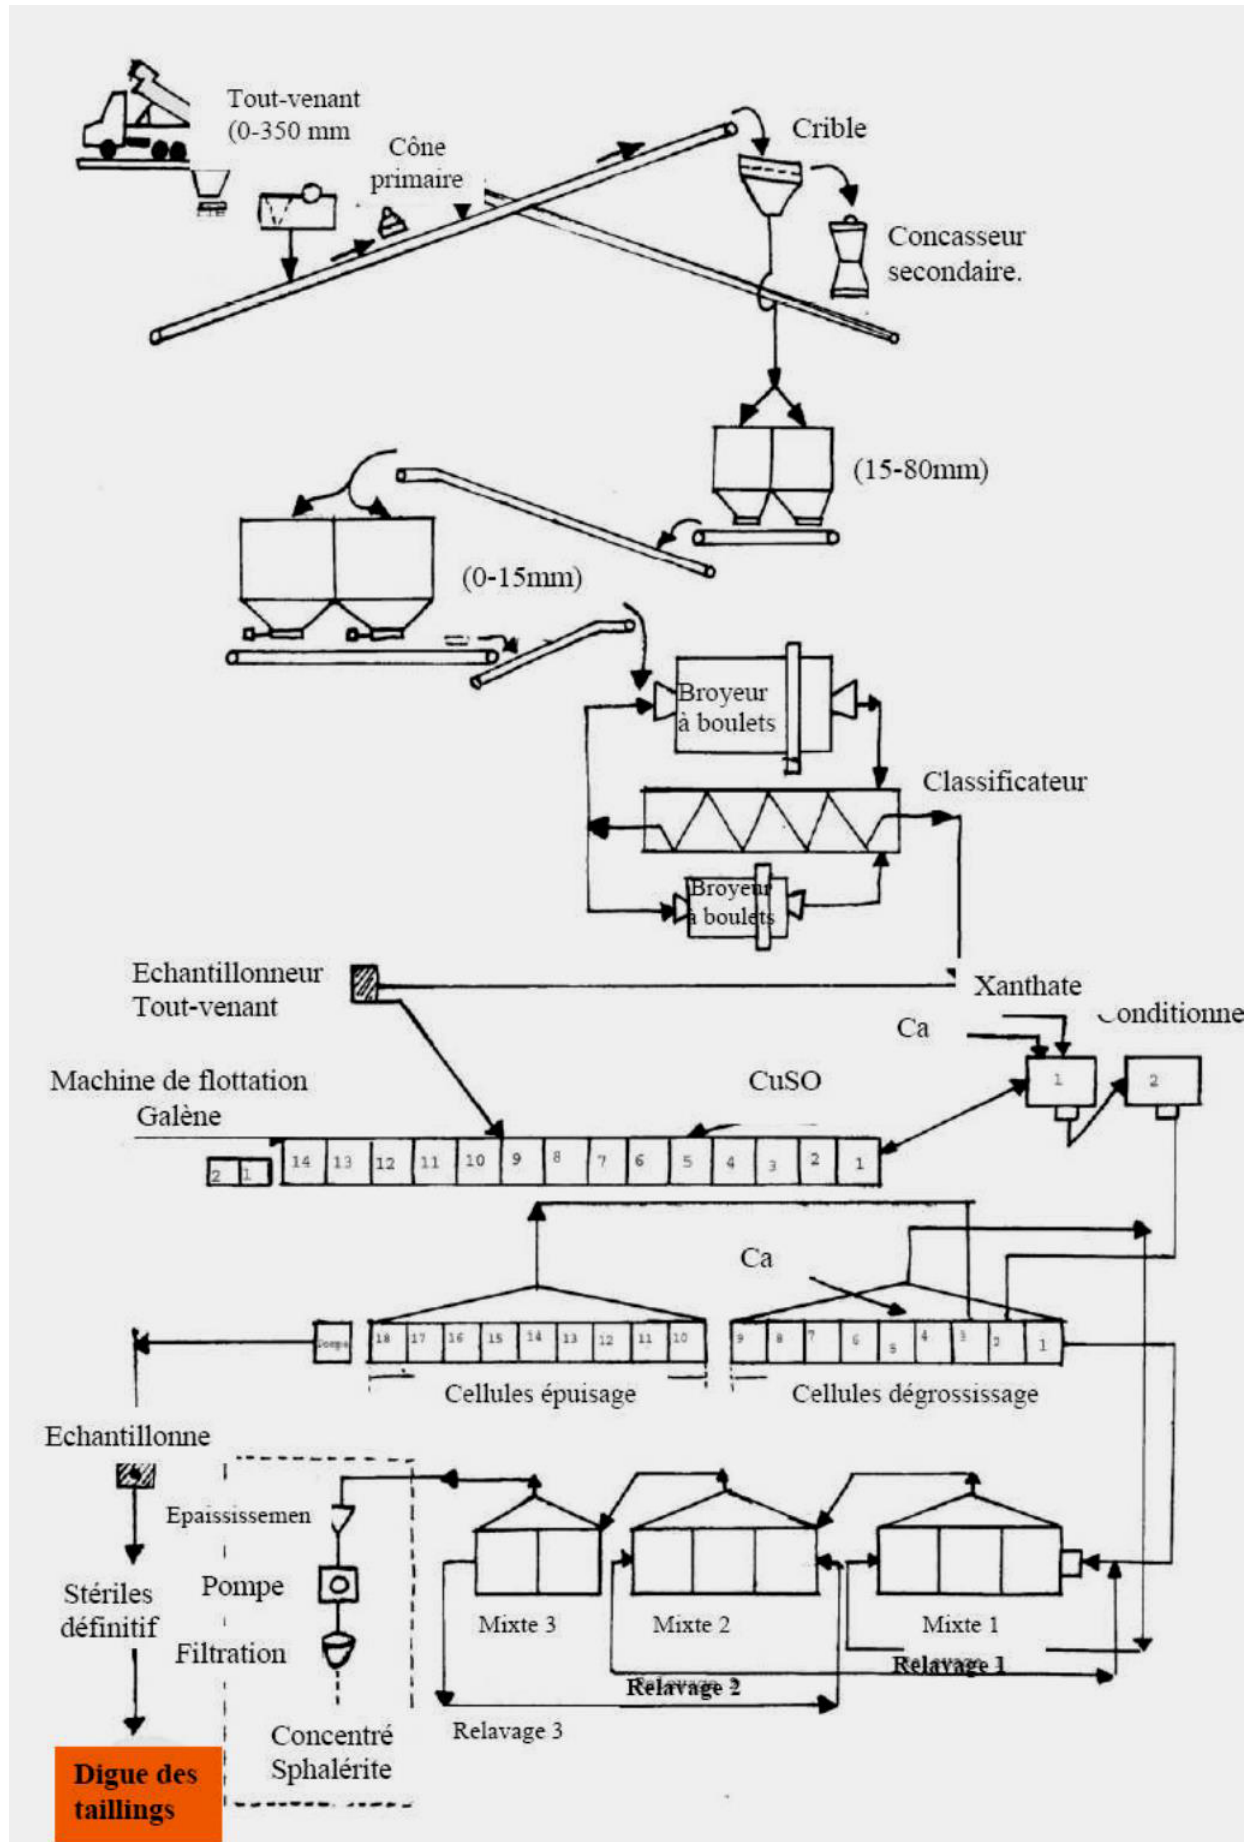 Tout-venant
(0-350 mm
Cône
primaire
Crible
Concasseur
secondaire.
(15-80mm)
(0-15mm)
Broyeur
à boulets
Classificateur
Broyeur
à boulets
Echantillonneur
Tout-venant
Xanthate
Conditionne
Ca
Machine de flottation
Galène
CuSO
1
2
2 1 14 13 12 11 10 9 8 7 6 5 4 3 2 1
Ca
Pompe
18 17 16 15 14 13 12 11 10
9 8 7 6 5 4 3 2 1
Cellules épuisage
Cellules dégrossissage
Echantillonne
Epaississemen
Pompe
Stériles
définitif
Filtration
Mixte 3
Mixte 2
Mixte 1
Relavage 1
Relavage 2
Relavage 3
Concentré
Sphalérite
Digue des
taillings